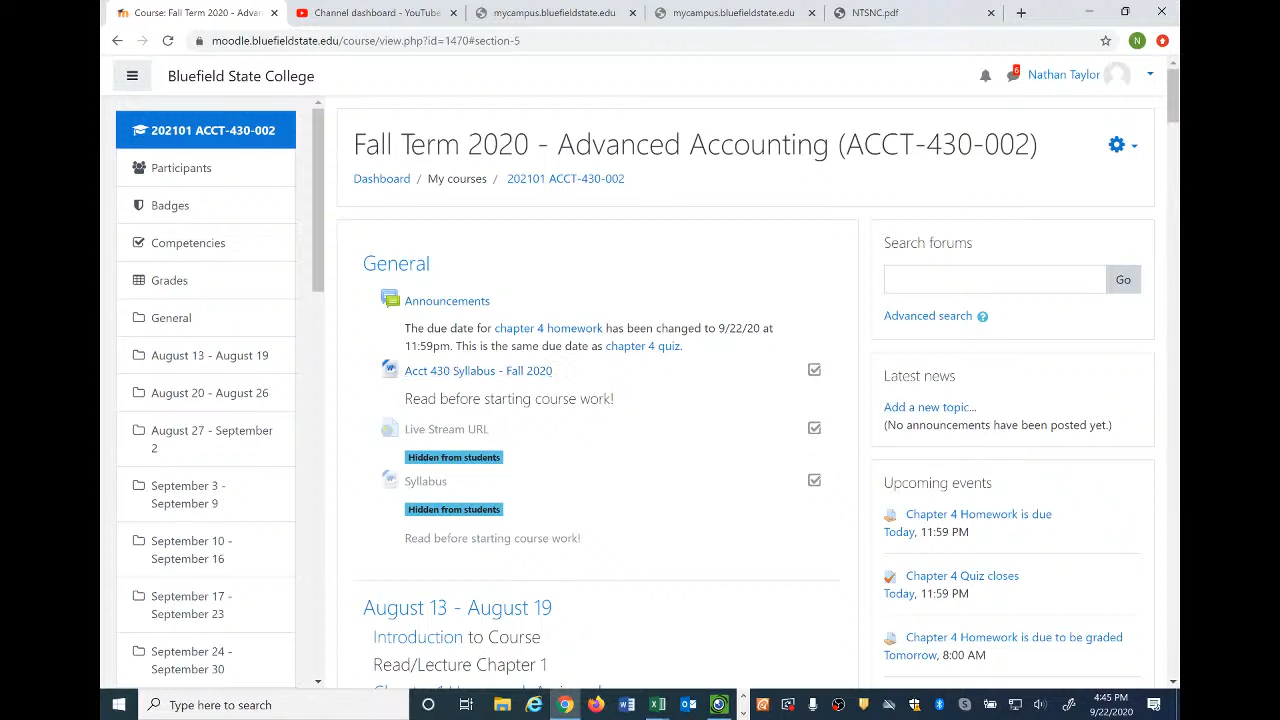 Course: Fall Term 2020 - Advanc
Channel dashboard - YouTube
mycampus.bluefieldstate.edu
mycampus.bluefieldstate.edu
NTSNC.pdf
moodle.bluefieldstate.edu/course/view.php?id=1470#section-5
N
Bluefield State College
6
Nathan Taylor
202101 ACCT-430-002
Participants
Badges
Competencies
Grades
General
August 13 - August 19
August 20 - August 26
August 27 - September
2
September 3 -
September 9
September 10 -
September 16
September 17 -
September 23
September 24 -
September 30
Fall Term 2020 - Advanced Accounting (ACCT-430-002)
Dashboard / My courses / 202101 ACCT-430-002
General
Announcements
The due date for chapter 4 homework has been changed to 9/22/20 at
11:59pm. This is the same due date as chapter 4 quiz.
Acct 430 Syllabus - Fall 2020
Read before starting course work!
Live Stream URL
Hidden from students
Syllabus
Hidden from students
Read before starting course work!
August 13 - August 19
Introduction to Course
Read/Lecture Chapter 1
Search forums
Go
Advanced search
Latest news
Add a new topic...
(No announcements have been posted yet.)
Upcoming events
Chapter 4 Homework is due
Today, 11:59 PM
Chapter 4 Quiz closes
Today, 11:59 PM
Chapter 4 Homework is due to be graded
Tomorrow, 8:00 AM
Type here to search
4:45 PM
9/22/2020